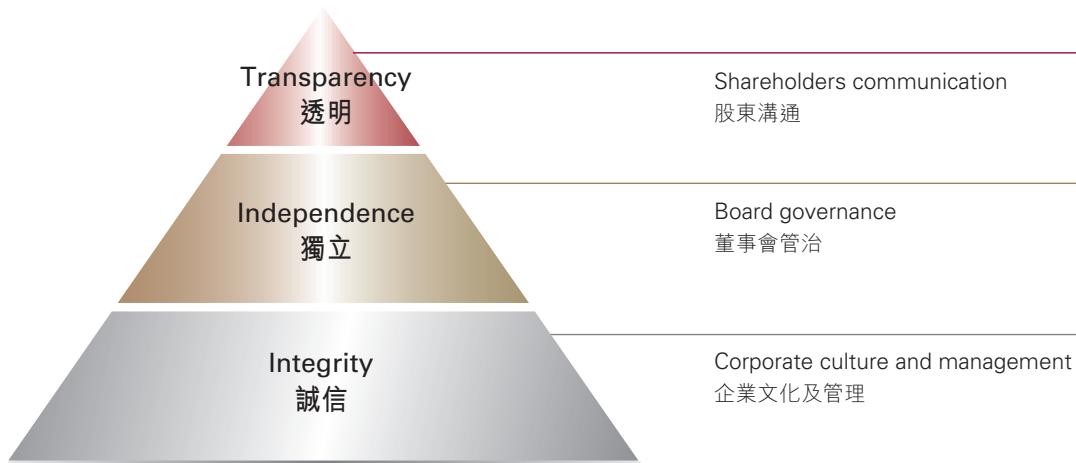 Transparency
透明
Shareholders communication
股東溝通
Independence
獨立
Board governance
董事會管治
Integrity
誠信
Corporate culture and management
企業文化及管理